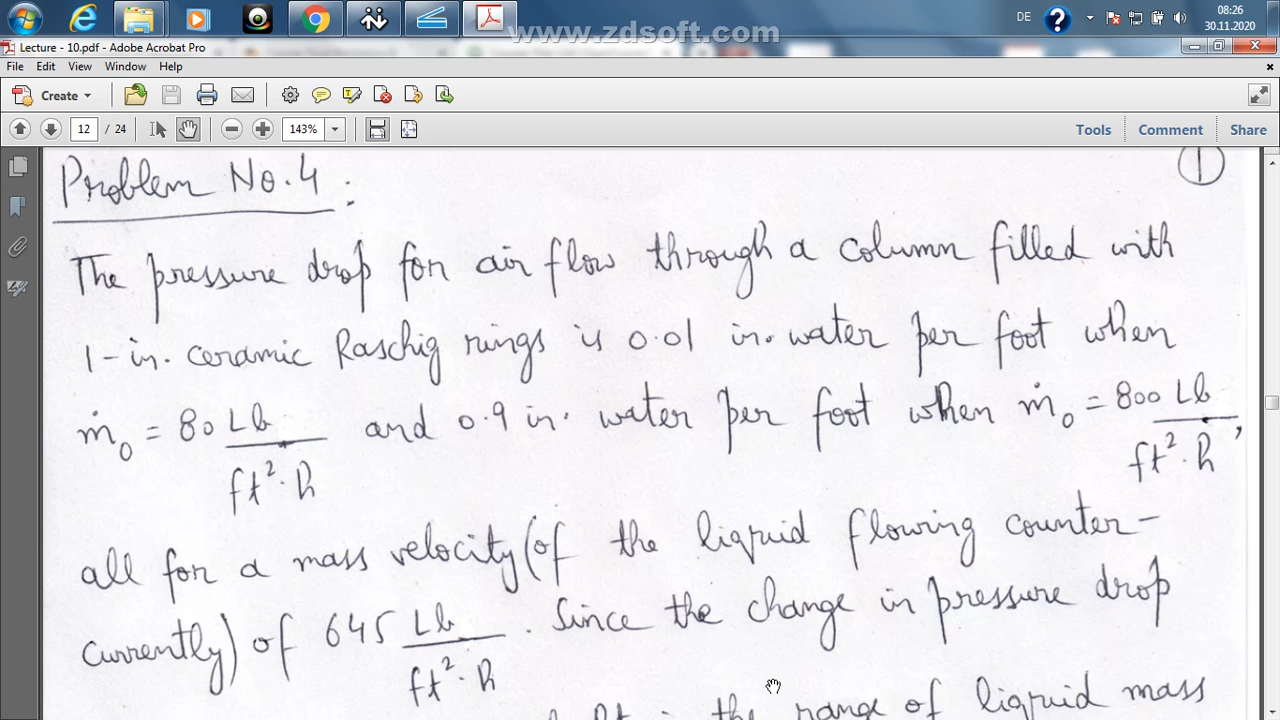 www.zdsoft.com
DE
08:26
30.11.2020
Lecture - 10.pdf - Adobe Acrobat Pro
File Edit View Window Help
Create
12 / 24
143%
Tools Comment Share
Problem No.4 :
1
The pressure drop for air flow through a column filled with
1-in. ceramic Raschig rings is 0.01 in. water per foot when
ṁ₀ = 80 Lb/ft²·h and 0.9 in. water per foot when ṁ₀ = 800 Lb/ft²·h,
all for a mass velocity (of the liquid flowing counter-
currently) of 645 Lb/ft²·h. Since the change in pressure drop
in the range of liquid mass